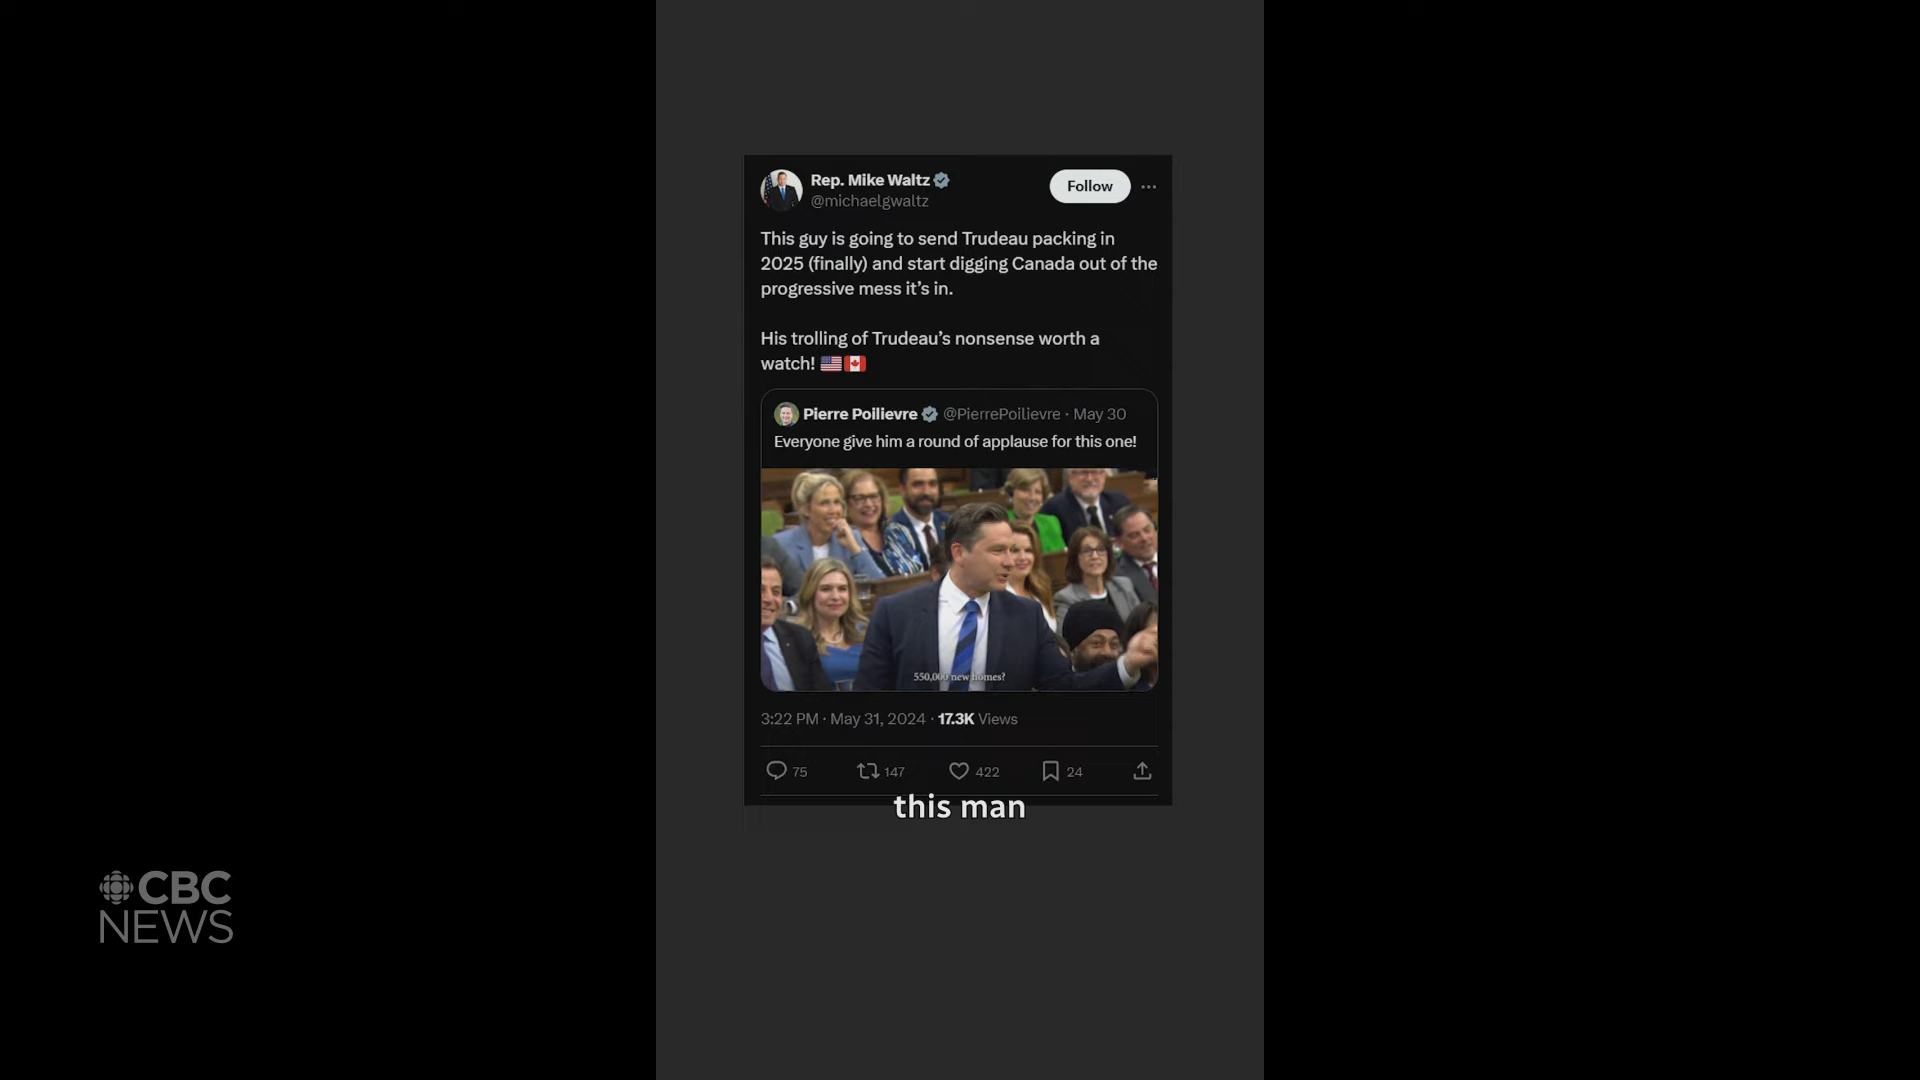 Rep. Mike Waltz
@michaelgwaltz
Follow
This guy is going to send Trudeau packing in
2025 (finally) and start digging Canada out of the
progressive mess it’s in.
His trolling of Trudeau’s nonsense worth a
watch! 🇺🇸🇨🇦
Pierre Poilievre @PierrePoilievre · May 30
Everyone give him a round of applause for this one!
550,000 new homes?
3:22 PM · May 31, 2024 · 17.3K Views
75 147 422 24
this man
CBC
NEWS